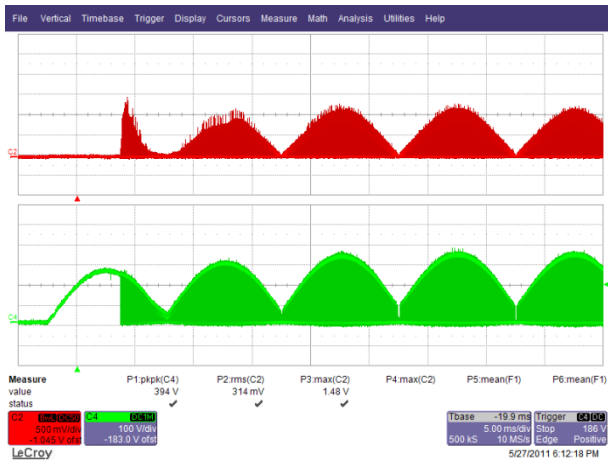 File Vertical Timebase Trigger Display Cursors Measure Math Analysis Utilities Help
C2
C4
Measure P1:pkpk(C4) P2:rms(C2) P3:max(C2) P4:max(C2) P5:mean(F1) P6:mean(F1)
value 394 V 314 mV 1.48 V
status
C2 BwL DC50 C4 DC1M Tbase -19.9 ms Trigger C4 DC
500 mV/div 100 V/div 5.00 ms/div Stop 186 V
-1.045 V ofst -183.0 V ofst 500 kS 10 MS/s Edge Positive
LeCroy 5/27/2011 6:12:18 PM